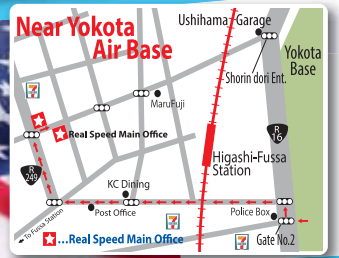 Near Yokota
Air Base
Ushihama
Garage
Yokota
Base
Shorin dori Ent.
MaruFuji
Real Speed Main Office
R
16
R
249
Higashi-Fussa
Station
KC Dining
Post Office
Police Box
To Fussa Station
...Real Speed Main Office
Gate No.2